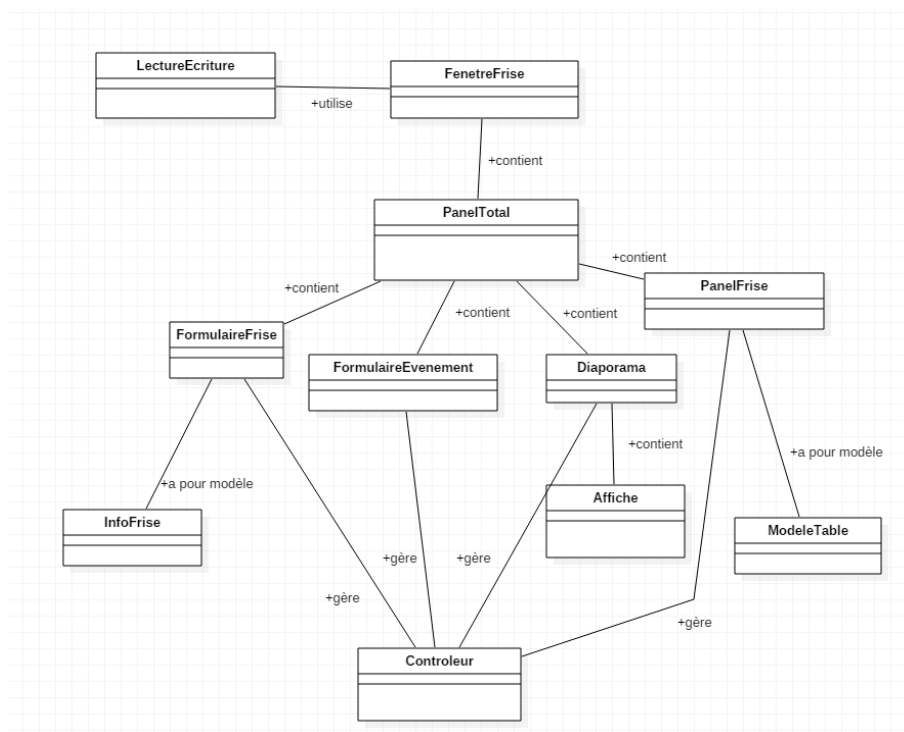 LectureEcriture
FenetreFrise
+utilise
+contient
PanelTotal
+contient
PanelFrise
+contient
+contient
+contient
FormulaireFrise
FormulaireEvenement
Diaporama
+contient
+a pour modèle
+a pour modèle
Affiche
InfoFrise
ModeleTable
+gère
+gère
+gère
+gère
Controleur